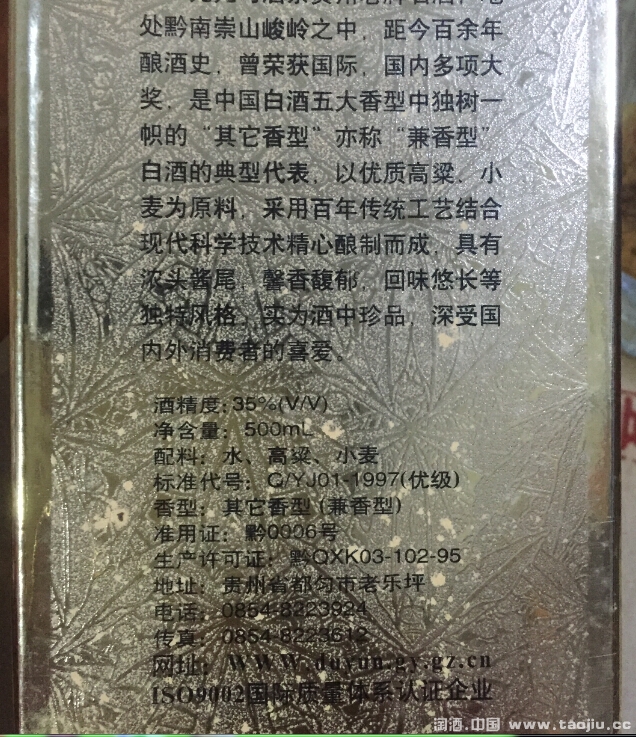 处黔南崇山峻岭之中，距今百余年
酿酒史，曾荣获国际，国内多项大
奖，是中国白酒五大香型中独树一
帜的“其它香型”亦称“兼香型”
白酒的典型代表，以优质高粱、小
麦为原料，采用百年传统工艺结合
现代科学技术精心酿制而成，具有
浓头酱尾，馨香馥郁，回味悠长等
独特风格，实为酒中珍品，深受国
内外消费者的喜爱。
酒精度：35%(V/V)
净含量：500mL
配料：水、高粱、小麦
标准代号：Q/YJ01-1997(优级)
香型：其它香型(兼香型)
准用证：黔0006号
生产许可证：黔QXK03-102-95
地址：贵州省都匀市老乐坪
电话：0854-8223924
传真：0854-8223612
网址：WWW.duyun.gy.gz.cn
ISO9002国际质量体系认证企业
淘酒.中国 www.taojiu.cc